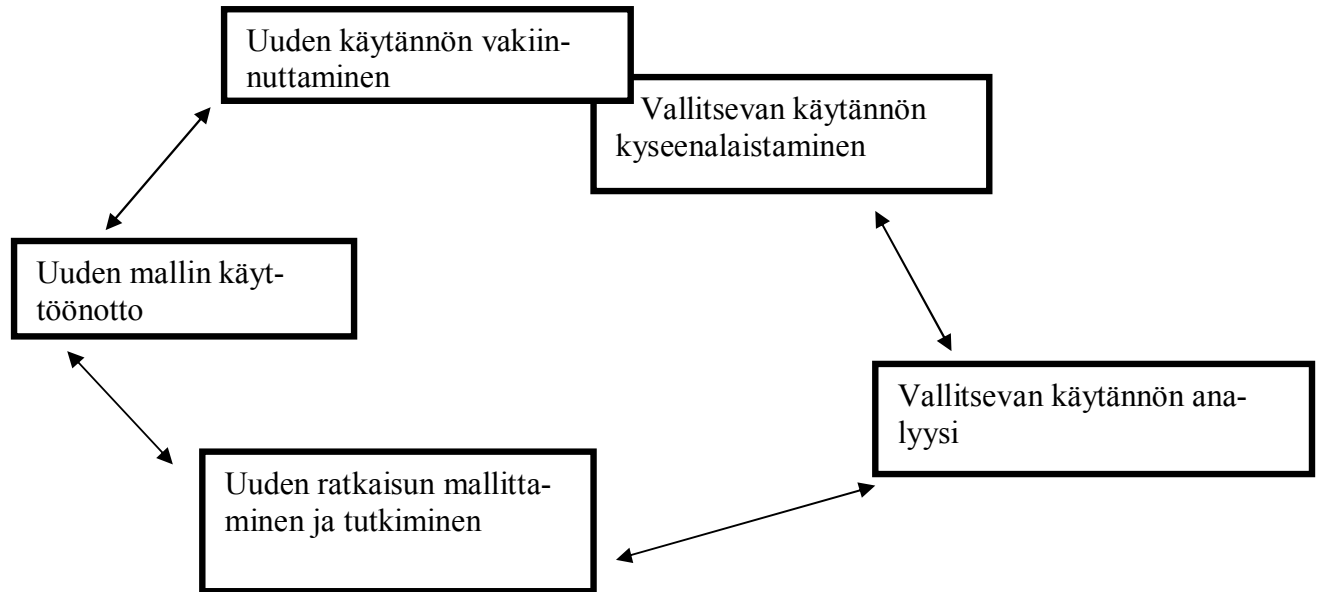 Uuden käytännön vakiin-
nuttaminen
Vallitsevan käytännön
kyseenalaistaminen
Uuden mallin käyt-
töönotto
Vallitsevan käytännön ana-
lyysi
Uuden ratkaisun mallitta-
minen ja tutkiminen